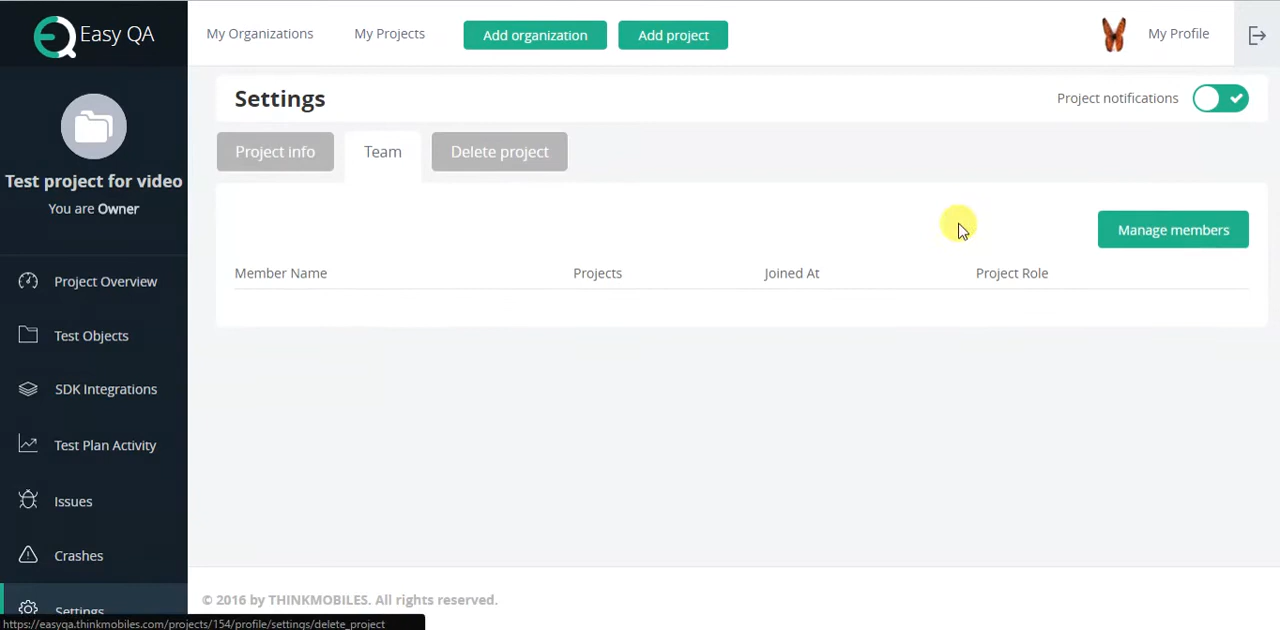 Easy QA
My Organizations
My Projects
Add organization
Add project
My Profile
Test project for video
You are Owner
Project Overview
Test Objects
SDK Integrations
Test Plan Activity
Issues
Crashes
Settings
Settings
Project notifications
Project info
Team
Delete project
Manage members
Member Name
Projects
Joined At
Project Role
© 2016 by THINKMOBILES. All rights reserved.
https://easyqa.thinkmobiles.com/projects/154/profile/settings/delete_project